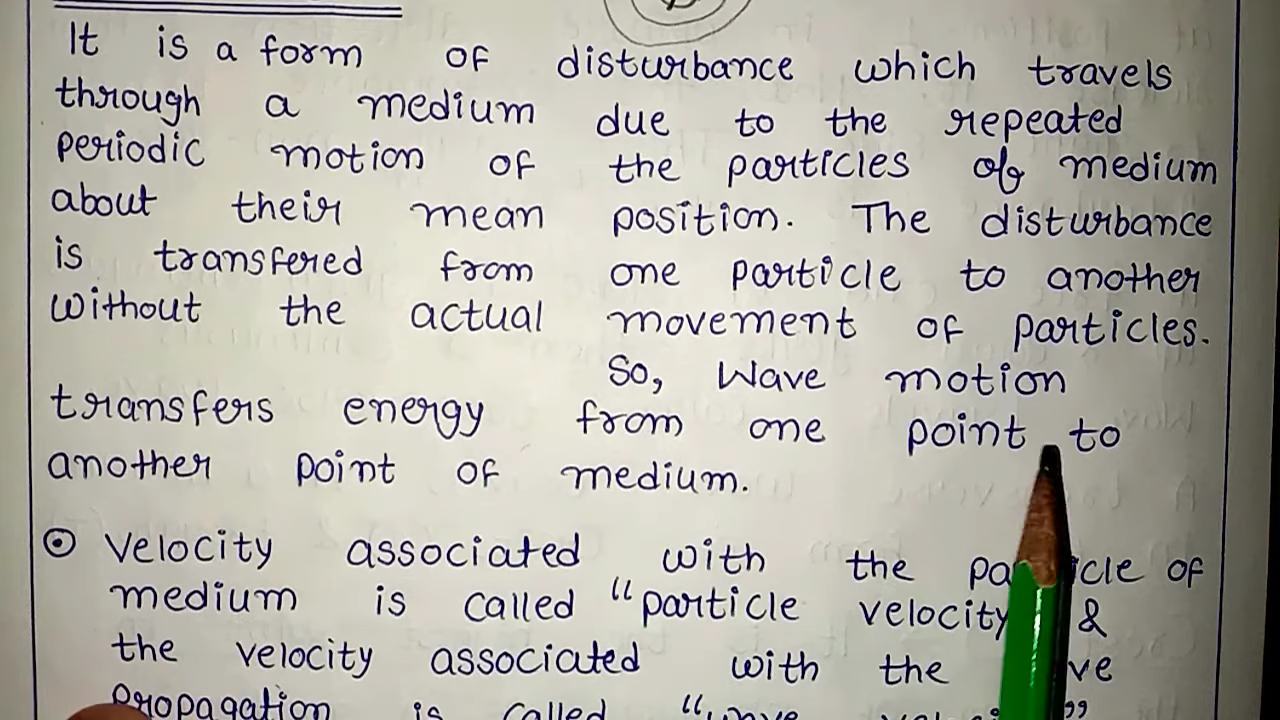 It is a form of disturbance which travels
through a medium due to the repeated
periodic motion of the particles of medium
about their mean position. The disturbance
is transfered from one particle to another
without the actual movement of particles.
So, Wave motion
transfers energy from one point to
another point of medium.
⊙ Velocity associated with the particle of
medium is called "particle velocity &
the velocity associated with the
propagation is called "wave